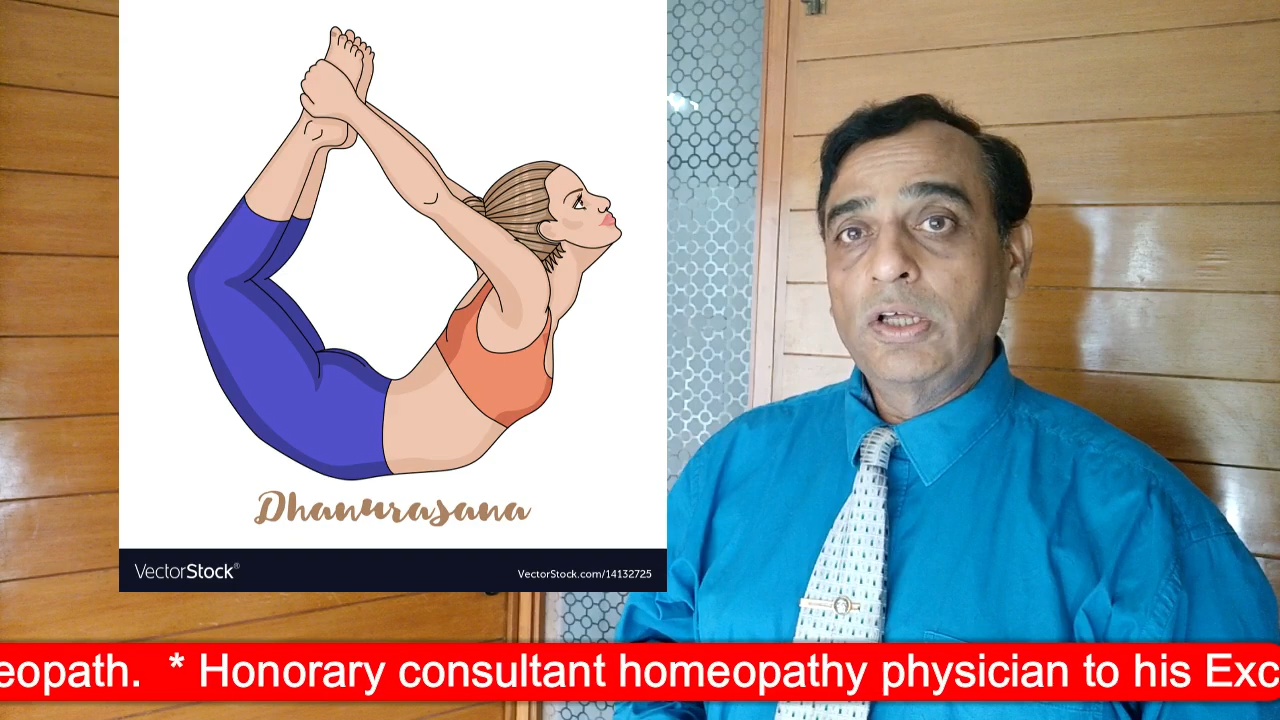 Dhanurasana
VectorStock®
VectorStock.com/14132725
eopath. * Honorary consultant homeopathy physician to his Exc